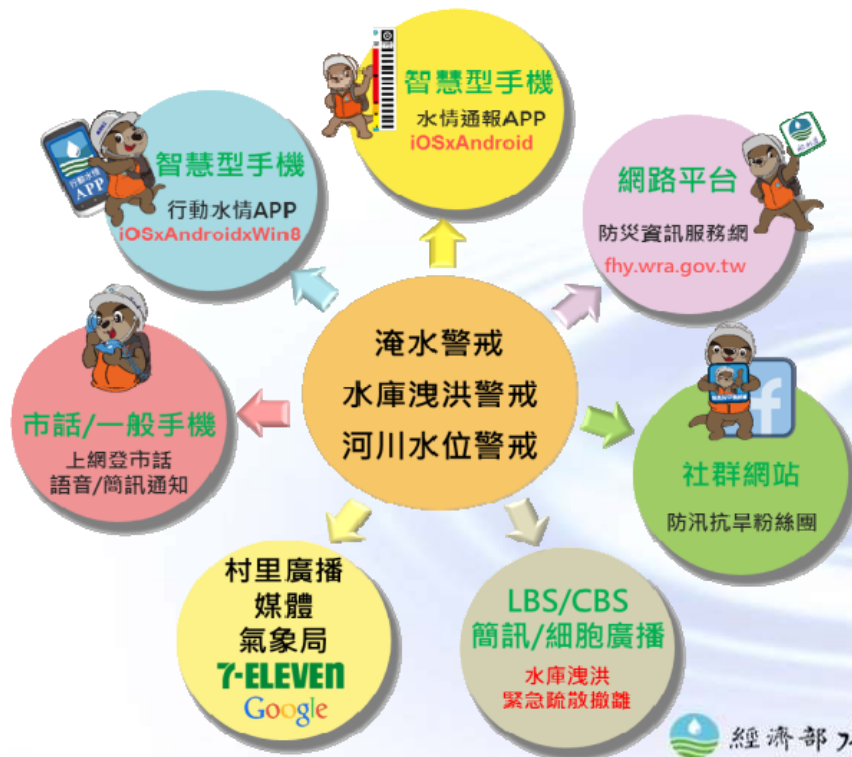 智慧型手機
水情通報APP
iOSxAndroid
智慧型手機
行動水情APP
iOSxAndroidxWin8
行動水情
APP
網路平台
防災資訊服務網
fhy.wra.gov.tw
淹水警戒
水庫洩洪警戒
河川水位警戒
市話/一般手機
上網登市話
語音/簡訊通知
社群網站
防汛抗旱粉絲團
村里廣播
媒體
氣象局
7-ELEVEN
Google
LBS/CBS
簡訊/細胞廣播
水庫洩洪
緊急疏散撤離
經濟部